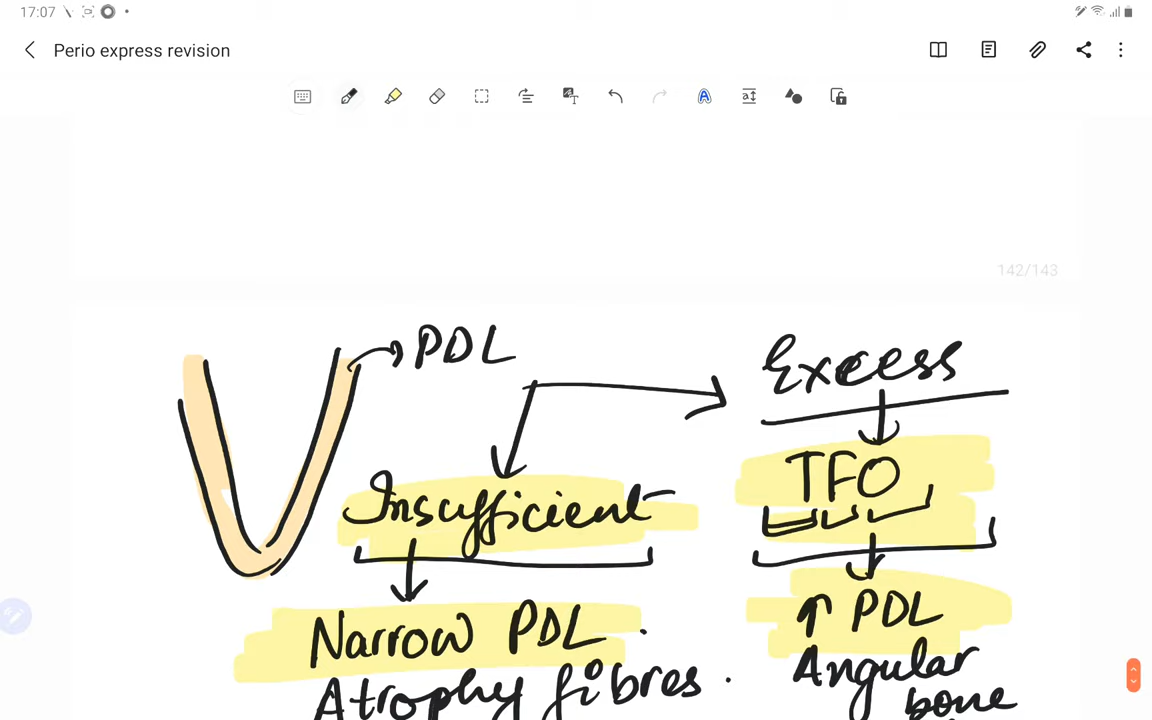 17:07
Perio express revision
142/143
PDL
Excess
TFO
Insufficient
↑ PDL
Narrow PDL.
Angular
Atrophy fibres.
bone